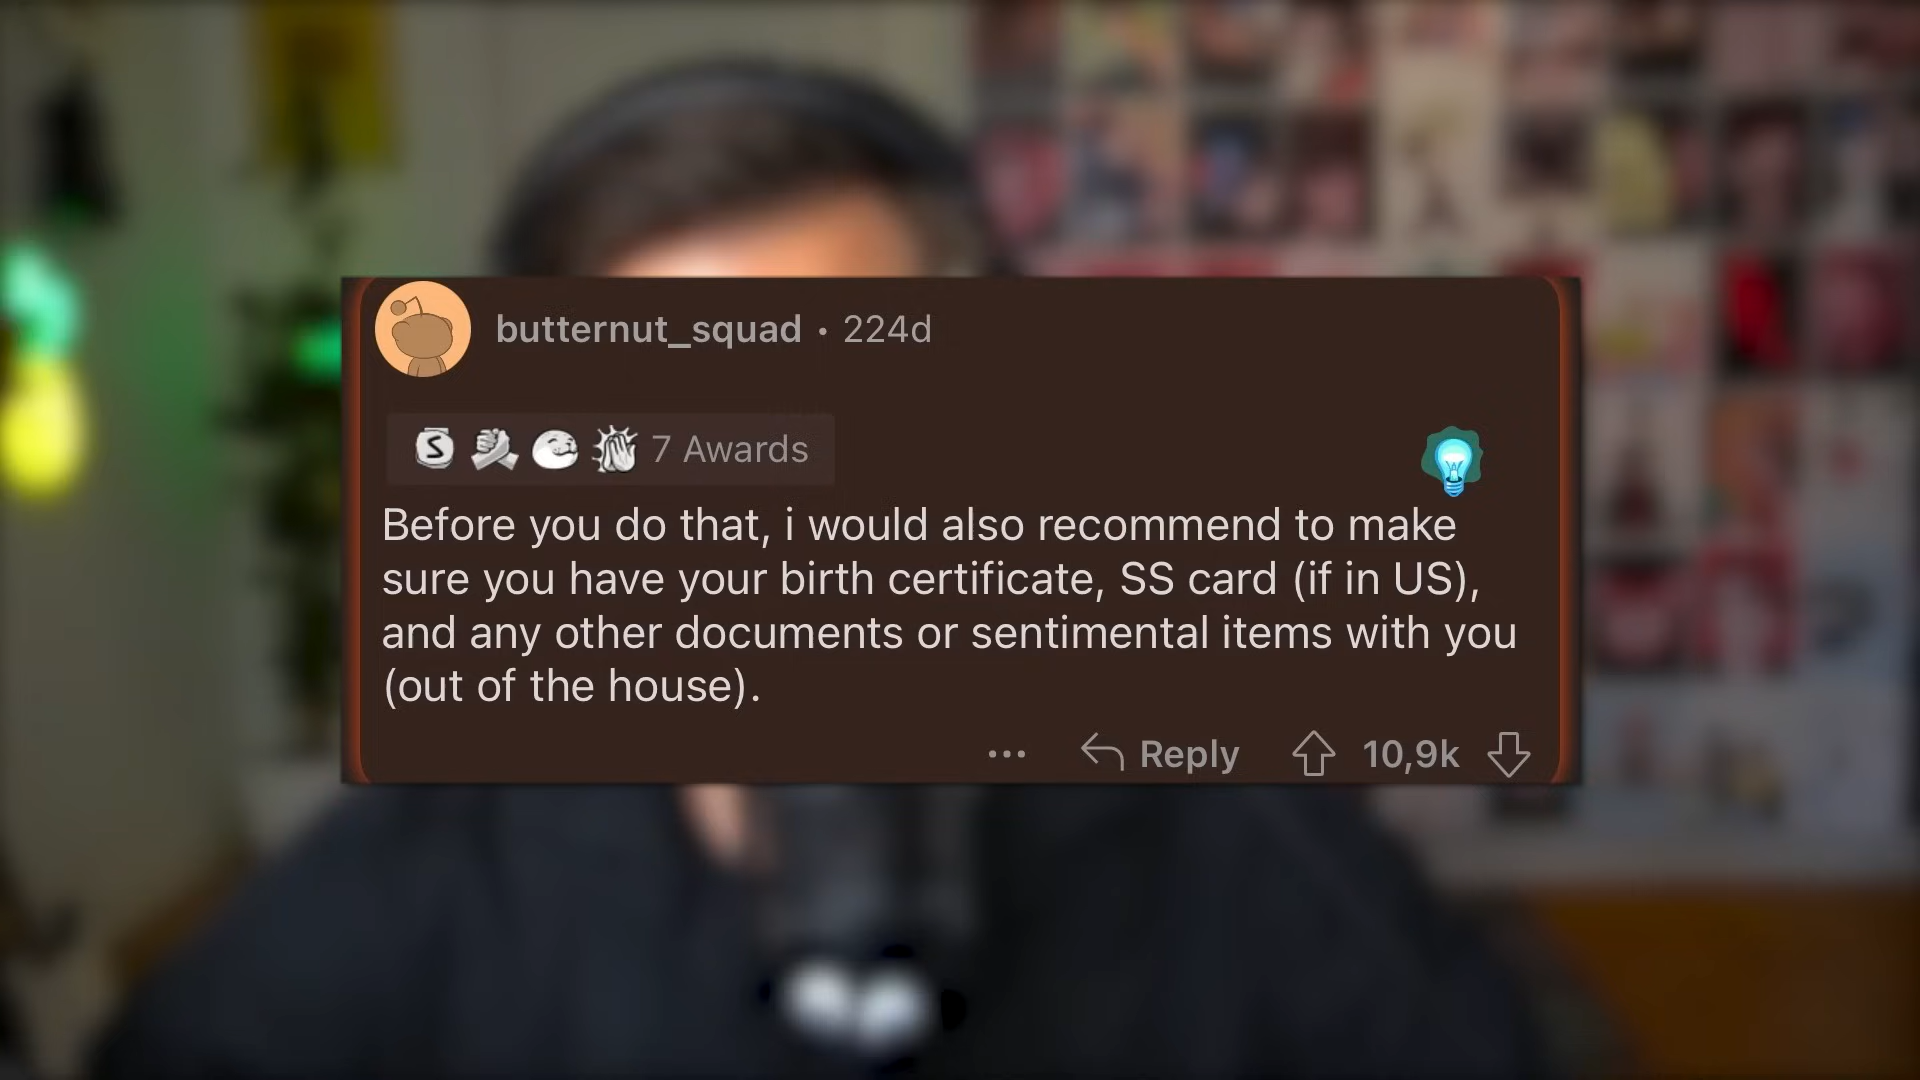 butternut_squad · 224d
S 7 Awards
Before you do that, i would also recommend to make
sure you have your birth certificate, SS card (if in US),
and any other documents or sentimental items with you
(out of the house).
... Reply 10,9k